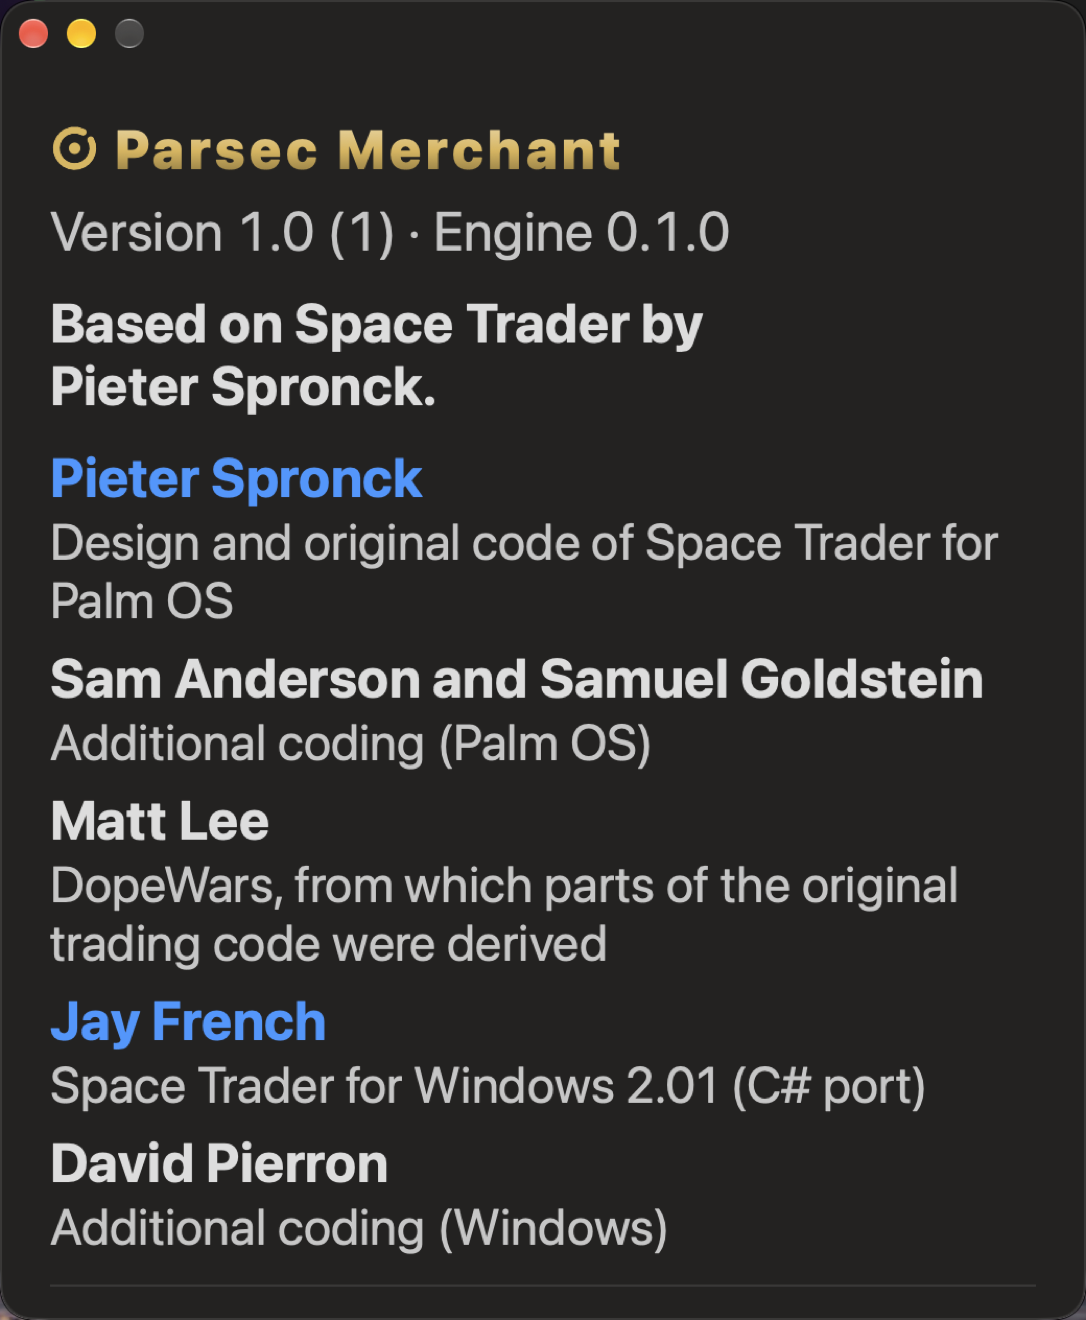 Parsec Merchant
Version 1.0 (1) · Engine 0.1.0
Based on Space Trader by
Pieter Spronck.
Pieter Spronck
Design and original code of Space Trader for
Palm OS
Sam Anderson and Samuel Goldstein
Additional coding (Palm OS)
Matt Lee
DopeWars, from which parts of the original
trading code were derived
Jay French
Space Trader for Windows 2.01 (C# port)
David Pierron
Additional coding (Windows)